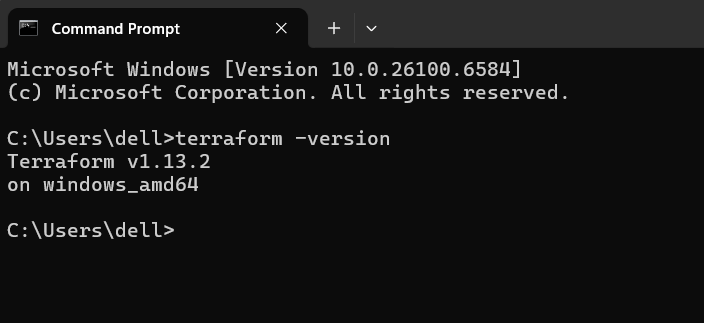 Command Prompt
Microsoft Windows [Version 10.0.26100.6584]
(c) Microsoft Corporation. All rights reserved.
C:\Users\dell>terraform -version
Terraform v1.13.2
on windows_amd64
C:\Users\dell>